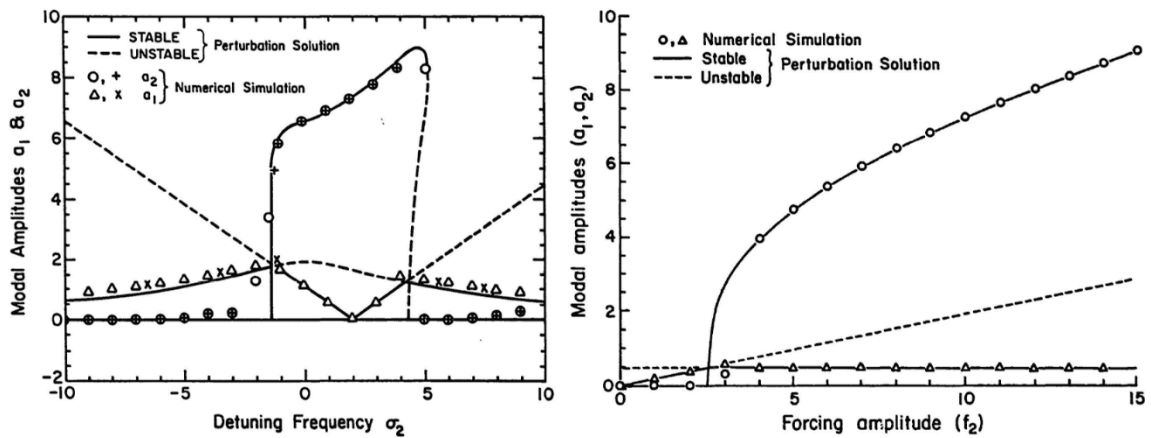 Modal Amplitudes a₁ & a₂
10
8
6
4
2
0
-2
STABLE
UNSTABLE
Perturbation Solution
O, + a₂
△, x a₁
Numerical Simulation
-10
-5
0
5
10
Detuning Frequency σ₂
Modal amplitudes (a₁, a₂)
8
6
4
2
0
O, △ Numerical Simulation
Stable
Unstable
Perturbation Solution
0
5
10
15
Forcing amplitude (f₂)